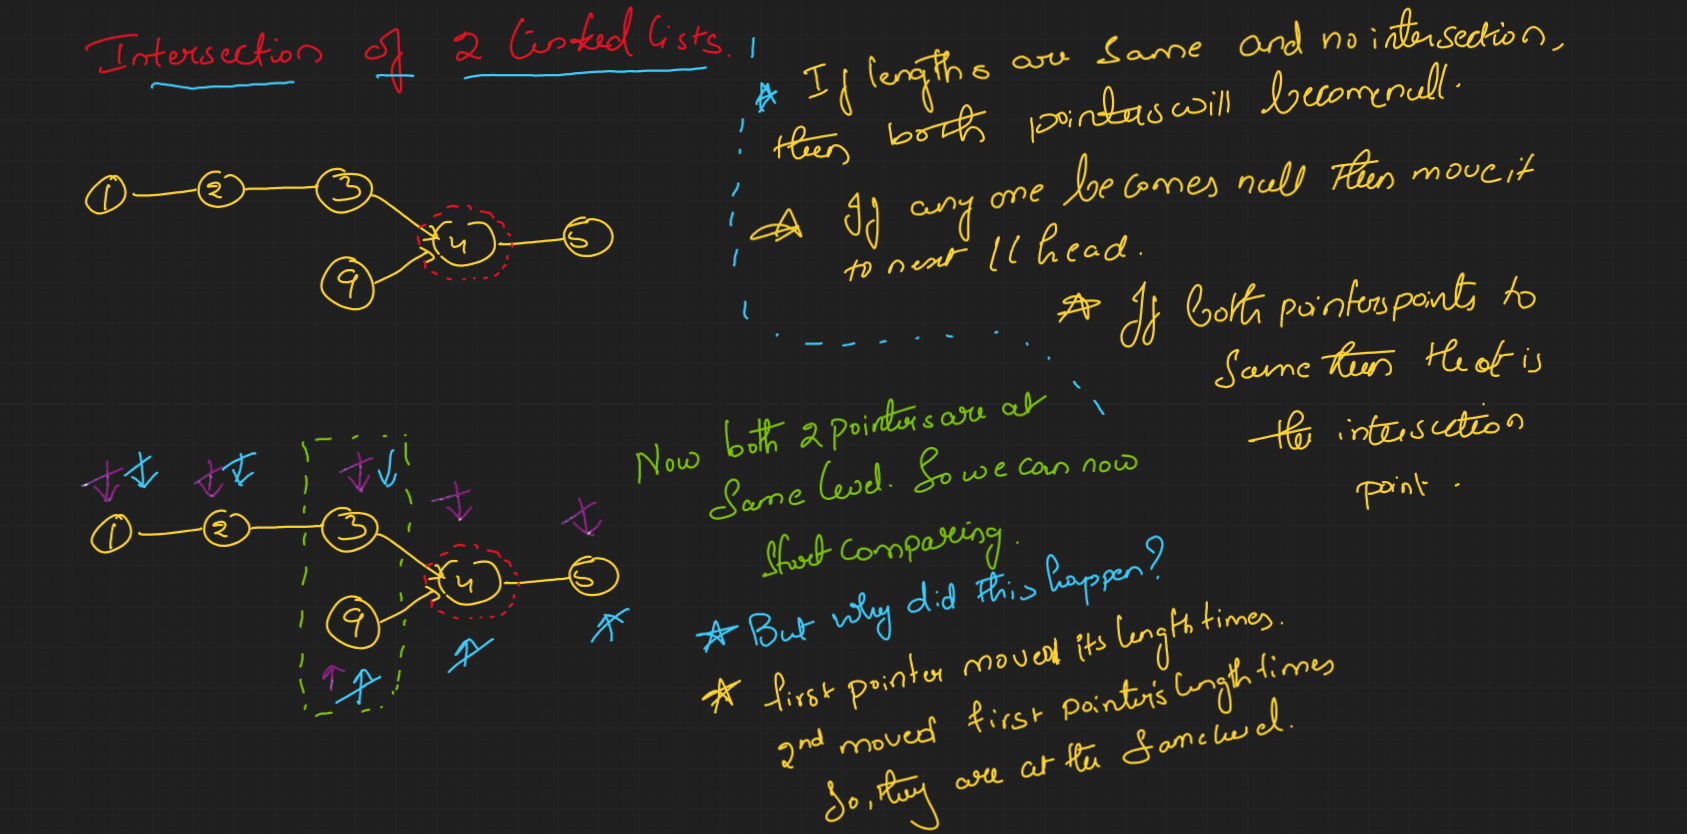 Intersection of 2 Linked Lists.
1 2 3
4 5
9
* If lengths are same and no intersection,
then both pointers will become null.
* If any one becomes null then move it
to next ll head.
* If both pointers points to
same then that is
the intersection
point.
1 2 3
4 5
9
Now both 2 pointers are at
same level. So we can now
start comparing.
* But why did this happen?
* first pointer moved its length times.
2nd moved first pointer's length times
So, they are at the same level.